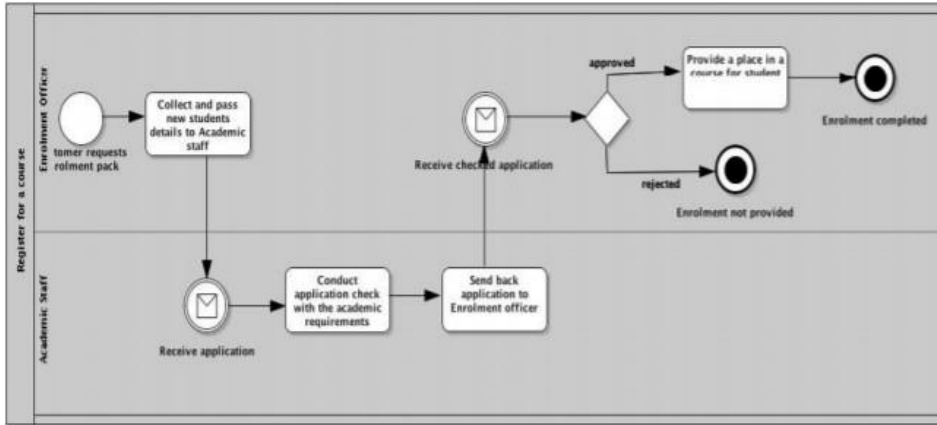 Register for a course
Enrolment Officer
tomer requests
rolment pack
Collect and pass
new students
details to Academic
staff
Receive checked application
approved
rejected
Provide a place in a
course for student
Enrolment completed
Enrolment not provided
Academic Staff
Receive application
Conduct
application check
with the academic
requirements
Send back
application to
Enrolment officer